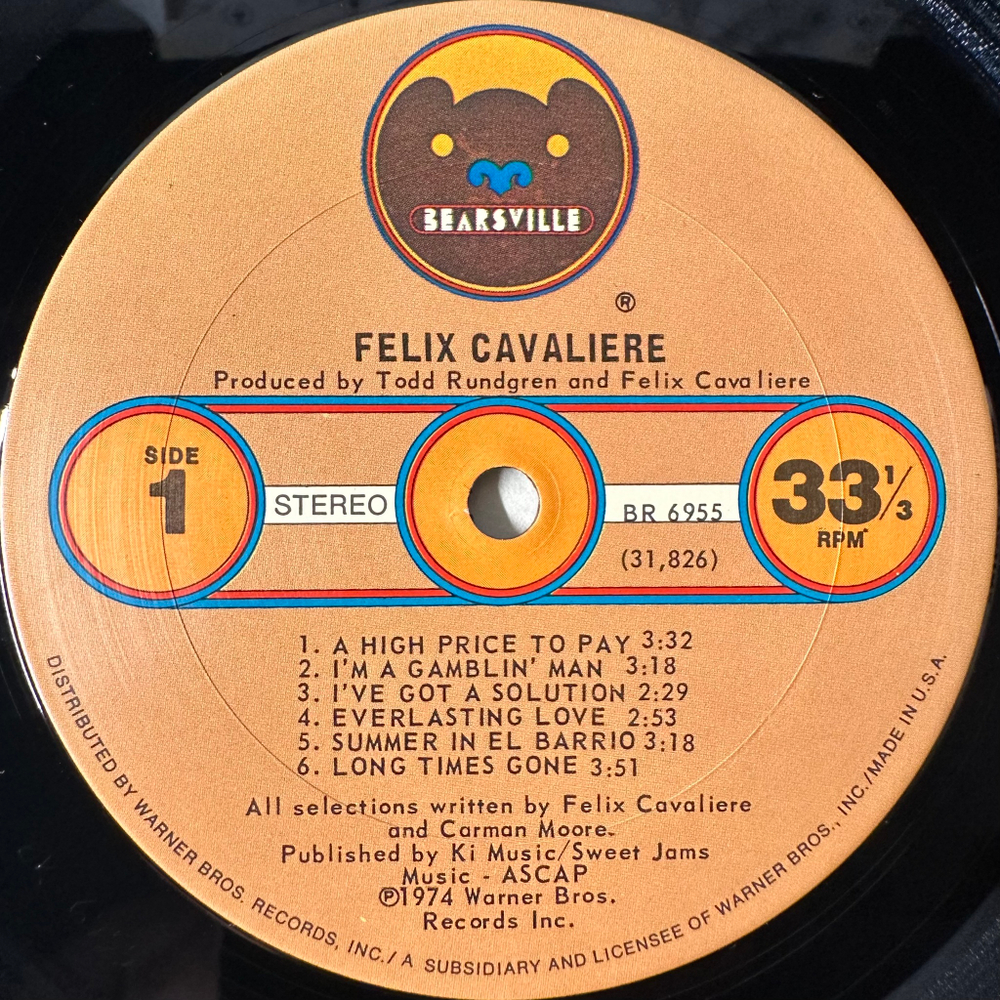 BEARSVILLE
®
FELIX CAVALIERE
Produced by Todd Rundgren and Felix Cavaliere
SIDE
1
STEREO
BR 6955
(31,826)
33 1/3
RPM
1. A HIGH PRICE TO PAY 3:32
2. I'M A GAMBLIN' MAN 3:18
3. I'VE GOT A SOLUTION 2:29
4. EVERLASTING LOVE 2:53
5. SUMMER IN EL BARRIO 3:18
6. LONG TIMES GONE 3:51
All selections written by Felix Cavaliere
and Carman Moore.
Published by Ki Music/Sweet Jams
Music - ASCAP
℗1974 Warner Bros.
Records Inc.
DISTRIBUTED BY WARNER BROS. RECORDS, INC./ A SUBSIDIARY AND LICENSEE OF WARNER BROS., INC./MADE IN U.S.A.